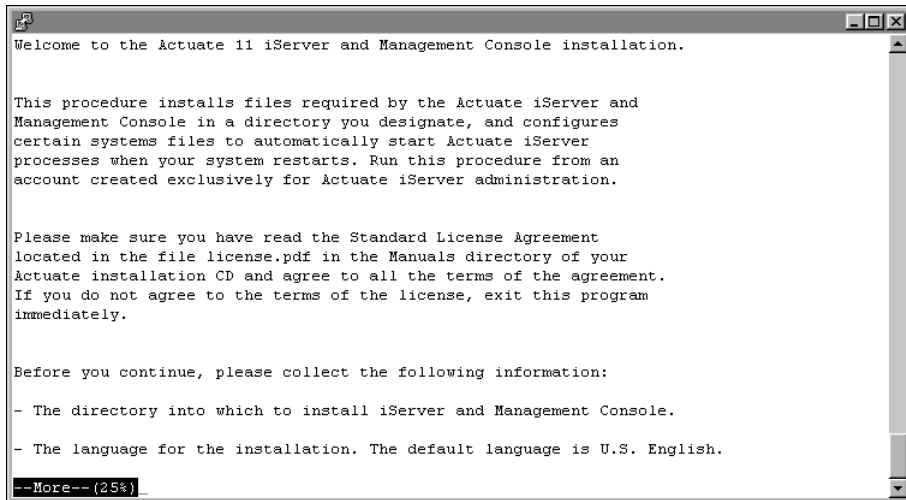 Welcome to the Actuate 11 iServer and Management Console installation.
This procedure installs files required by the Actuate iServer and
Management Console in a directory you designate, and configures
certain systems files to automatically start Actuate iServer
processes when your system restarts. Run this procedure from an
account created exclusively for Actuate iServer administration.
Please make sure you have read the Standard License Agreement
located in the file license.pdf in the Manuals directory of your
Actuate installation CD and agree to all the terms of the agreement.
If you do not agree to the terms of the license, exit this program
immediately.
Before you continue, please collect the following information:
- The directory into which to install iServer and Management Console.
- The language for the installation. The default language is U.S. English.
--More--(25%)